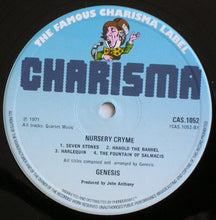 THE FAMOUS CHARISMA LABEL
CHARISMA
℗ 1971
All tracks: Quartet Music
CAS.1052
(CAS.1052-B)
NURSERY CRYME
1. SEVEN STONES 2. HAROLD THE BARREL
3. HARLEQUIN 4. THE FOUNTAIN OF SALMACIS
All titles composed and arranged by Genesis
GENESIS
Produced by John Anthony